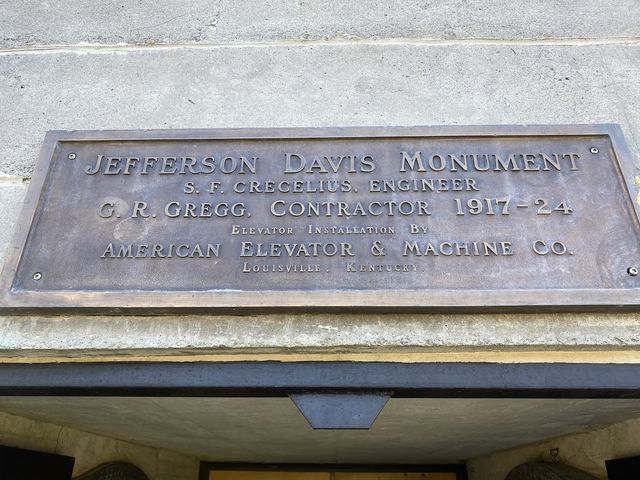 JEFFERSON DAVIS MONUMENT
S. F. CRECELIUS. ENGINEER
G. R. GREGG. CONTRACTOR 1917-24
ELEVATOR INSTALLATION BY
AMERICAN ELEVATOR & MACHINE CO.
LOUISVILLE. KENTUCKY.